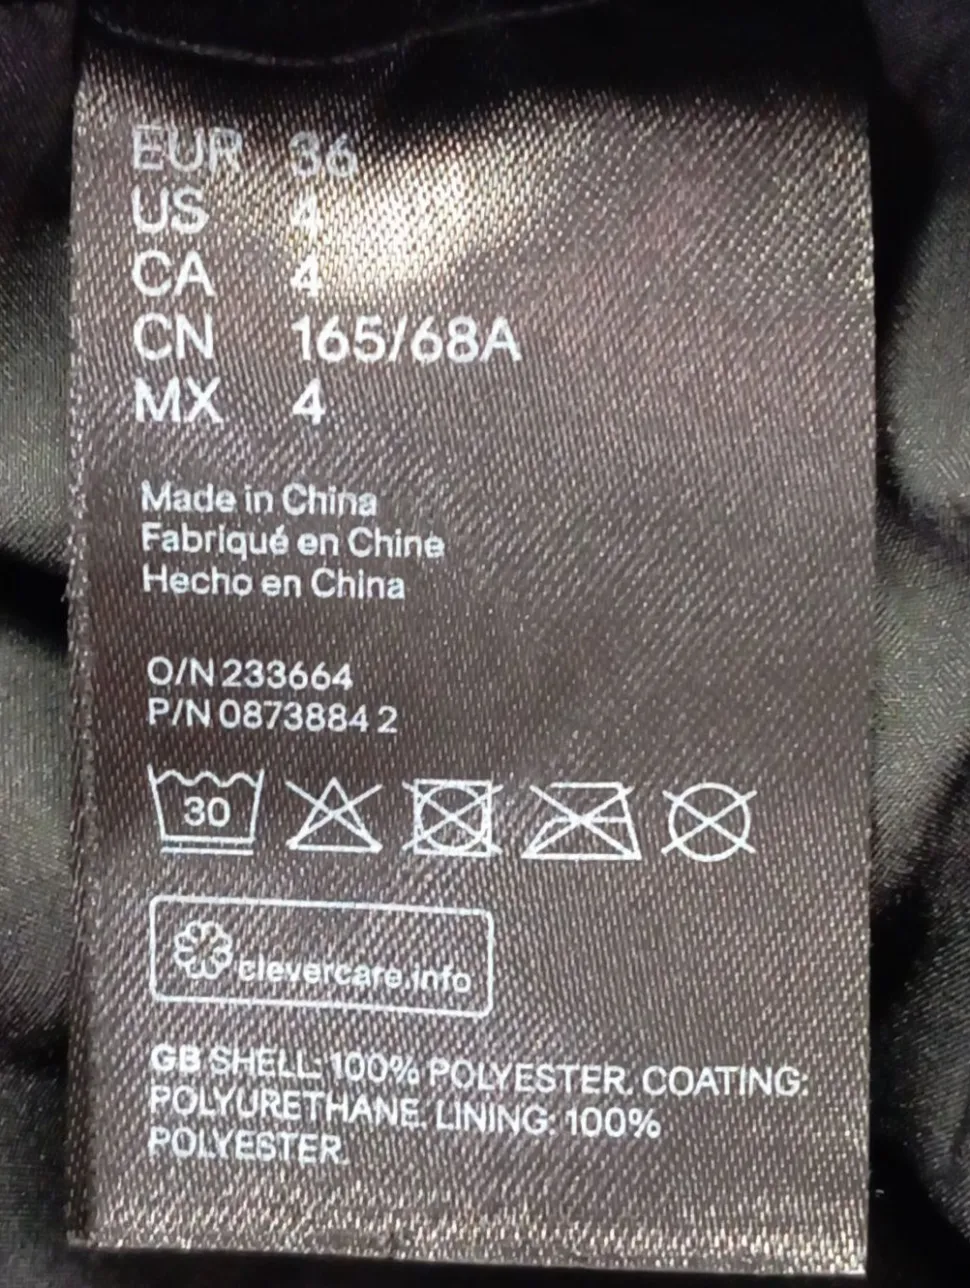 EUR 36
US 4
CA 4
CN 165/68A
MX 4
Made in China
Fabriqué en Chine
Hecho en China
O/N 233664
P/N 0873884 2
30
clevercare.info
GB SHELL: 100% POLYESTER. COATING:
POLYURETHANE. LINING: 100%
POLYESTER.